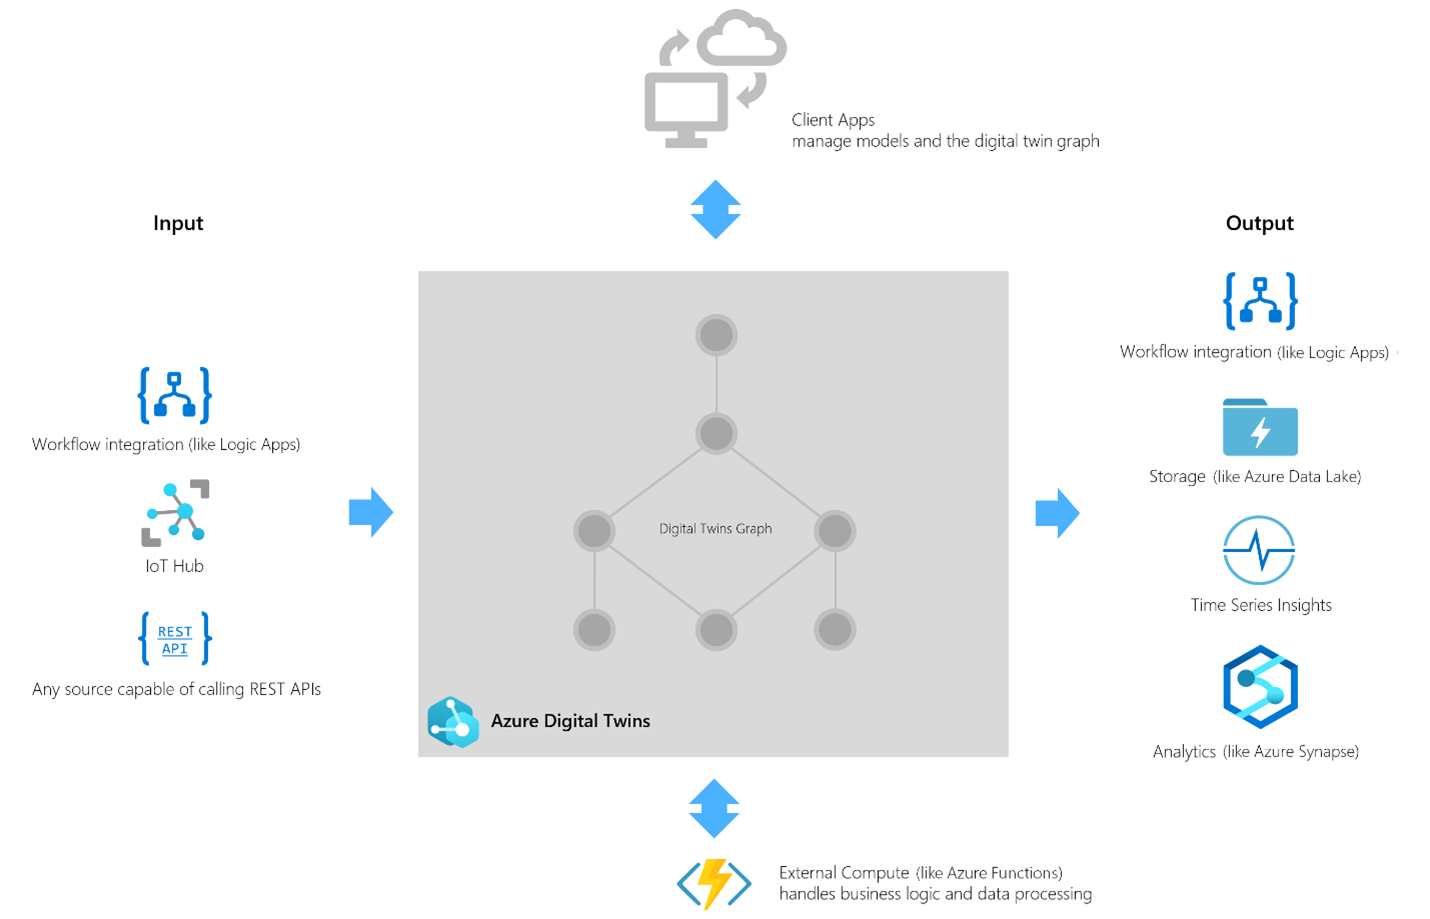 Client Apps
manage models and the digital twin graph
Input
Output
Workflow integration (like Logic Apps)
IoT Hub
REST
API
Any source capable of calling REST APIs
Digital Twins Graph
Azure Digital Twins
Workflow integration (like Logic Apps)
Storage (like Azure Data Lake)
Time Series Insights
Analytics (like Azure Synapse)
External Compute (like Azure Functions)
handles business logic and data processing